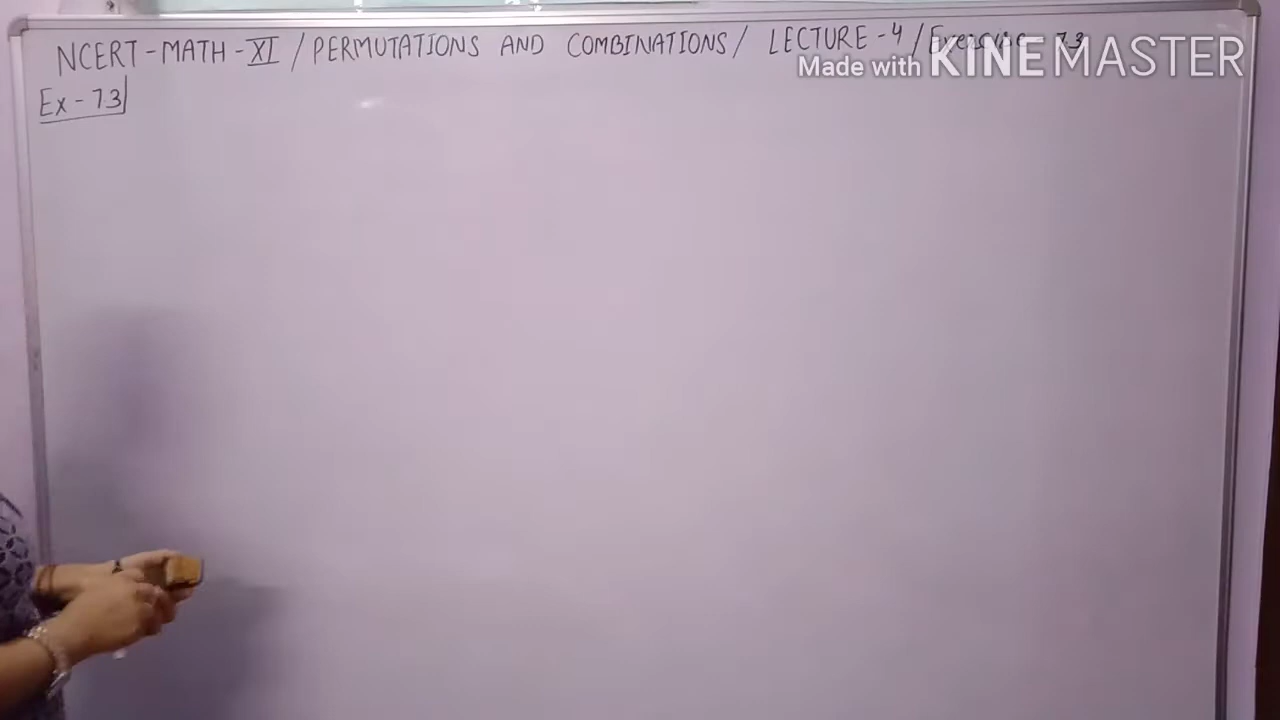 NCERT-MATH-XI / PERMUTATIONS AND COMBINATIONS / LECTURE-4 / Exercise 7.3
Made with KINEMASTER
Ex-7.3